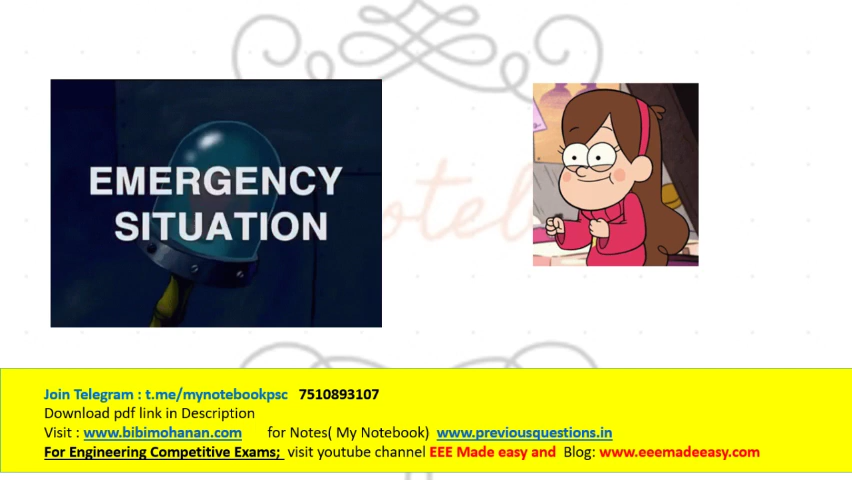 EMERGENCY
SITUATION
Join Telegram : t.me/mynotebookpsc 7510893107
Download pdf link in Description
Visit : www.bibimohanan.com for Notes( My Notebook) www.previousquestions.in
For Engineering Competitive Exams; visit youtube channel EEE Made easy and Blog: www.eeemadeeasy.com